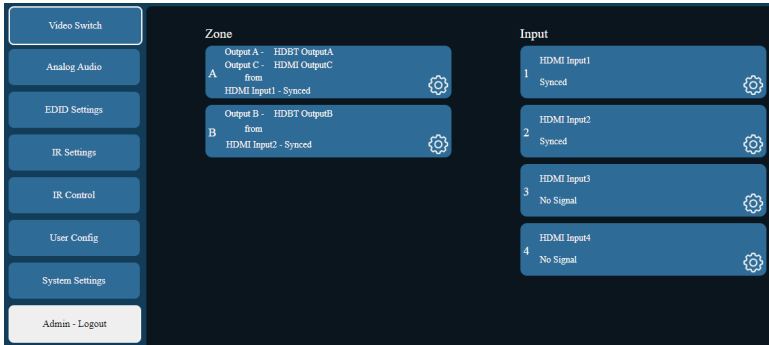 Video Switch
Analog Audio
EDID Settings
IR Settings
IR Control
User Config
System Settings
Admin - Logout
Zone
A
Output A - HDBT OutputA
Output C - HDMI OutputC
from
HDMI Input1 - Synced
B
Output B - HDBT OutputB
from
HDMI Input2 - Synced
Input
1
HDMI Input1
Synced
2
HDMI Input2
Synced
3
HDMI Input3
No Signal
4
HDMI Input4
No Signal